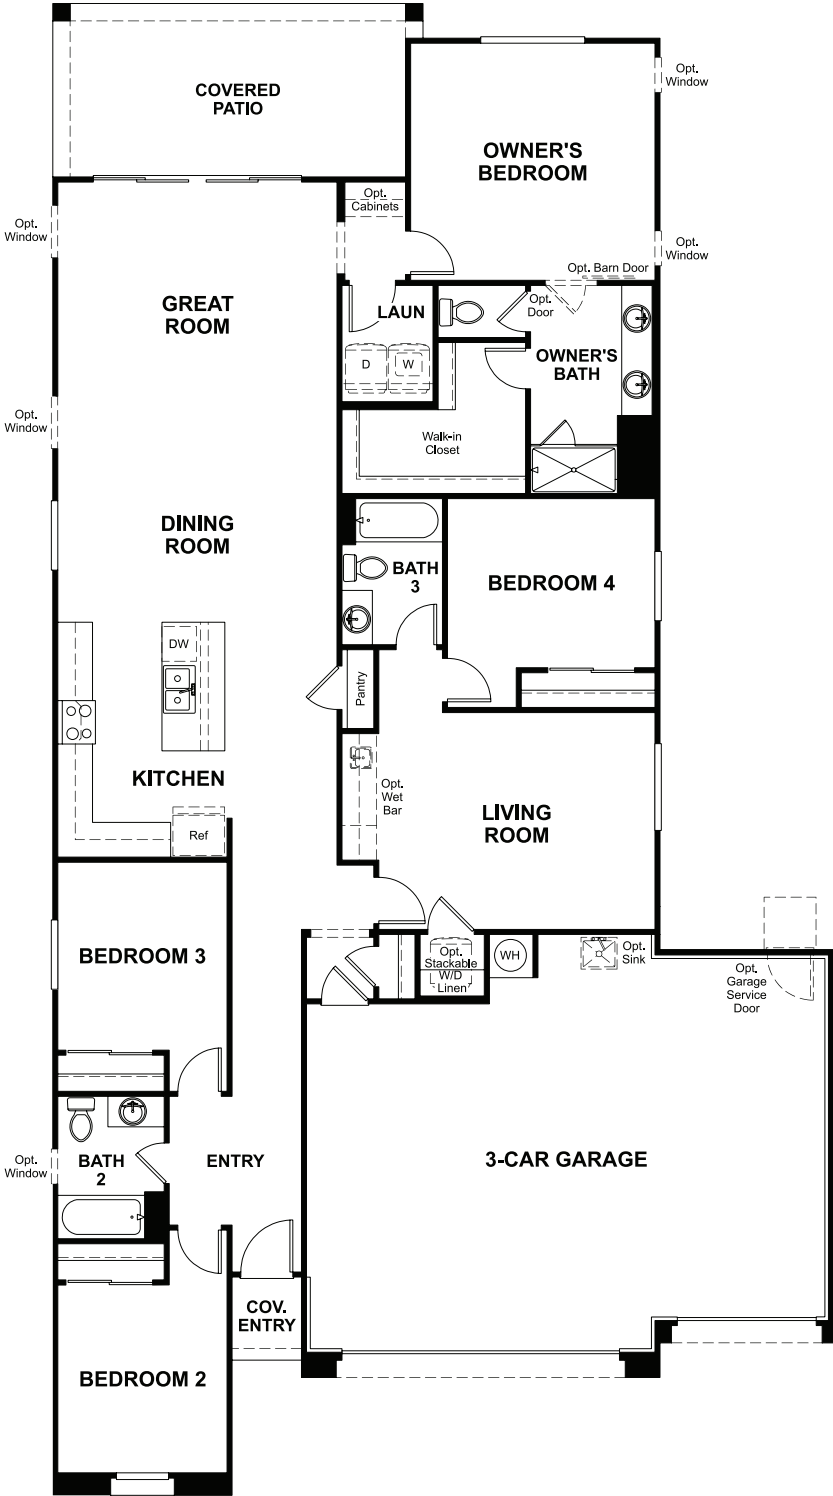 COVERED
PATIO
Opt.
Window
OWNER'S
BEDROOM
Opt.
Cabinets
Opt.
Window
Opt.
Window
Opt. Barn Door
GREAT
ROOM
LAUN
Opt.
Door
D
W
OWNER'S
BATH
Opt.
Window
Walk-in
Closet
DINING
ROOM
BATH
3
BEDROOM 4
DW
Pantry
KITCHEN
Opt.
Wet
Bar
LIVING
ROOM
Ref
BEDROOM 3
Opt.
Stackable
W/D
Linen
WH
Opt.
Sink
Opt.
Garage
Service
Door
Opt.
Window
BATH
2
ENTRY
3-CAR GARAGE
COV.
ENTRY
BEDROOM 2